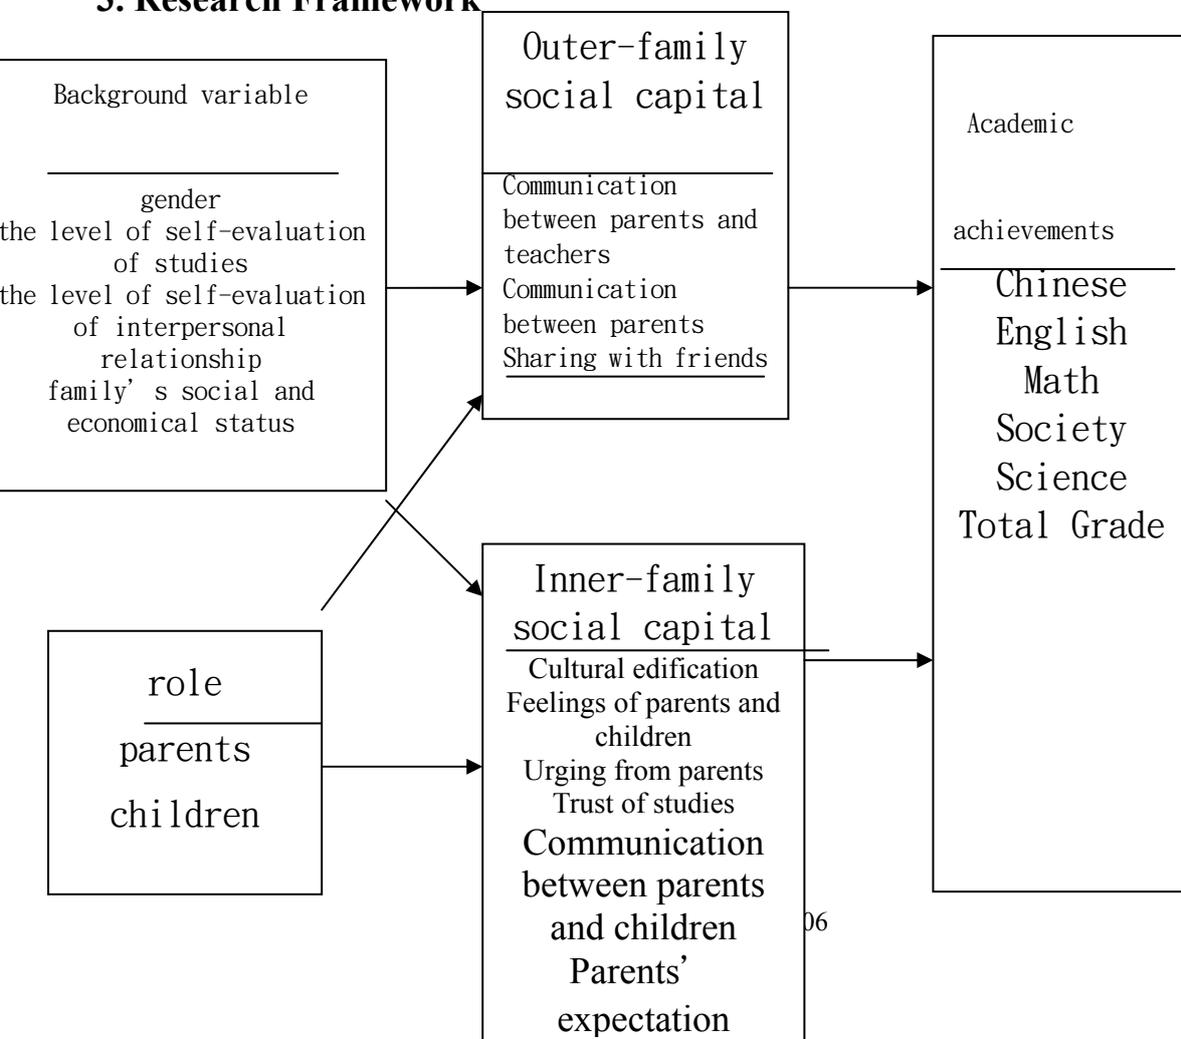 3. Research Framework
Background variable
gender
the level of self-evaluation
of studies
the level of self-evaluation
of interpersonal
relationship
family's social and
economical status
role
parents
children
Outer-family
social capital
Communication
between parents and
teachers
Communication
between parents
Sharing with friends
Inner-family
social capital
Cultural edification
Feelings of parents and
children
Urging from parents
Trust of studies
Communication
between parents
and children
Parents'
expectation
06
Academic
achievements
Chinese
English
Math
Society
Science
Total Grade